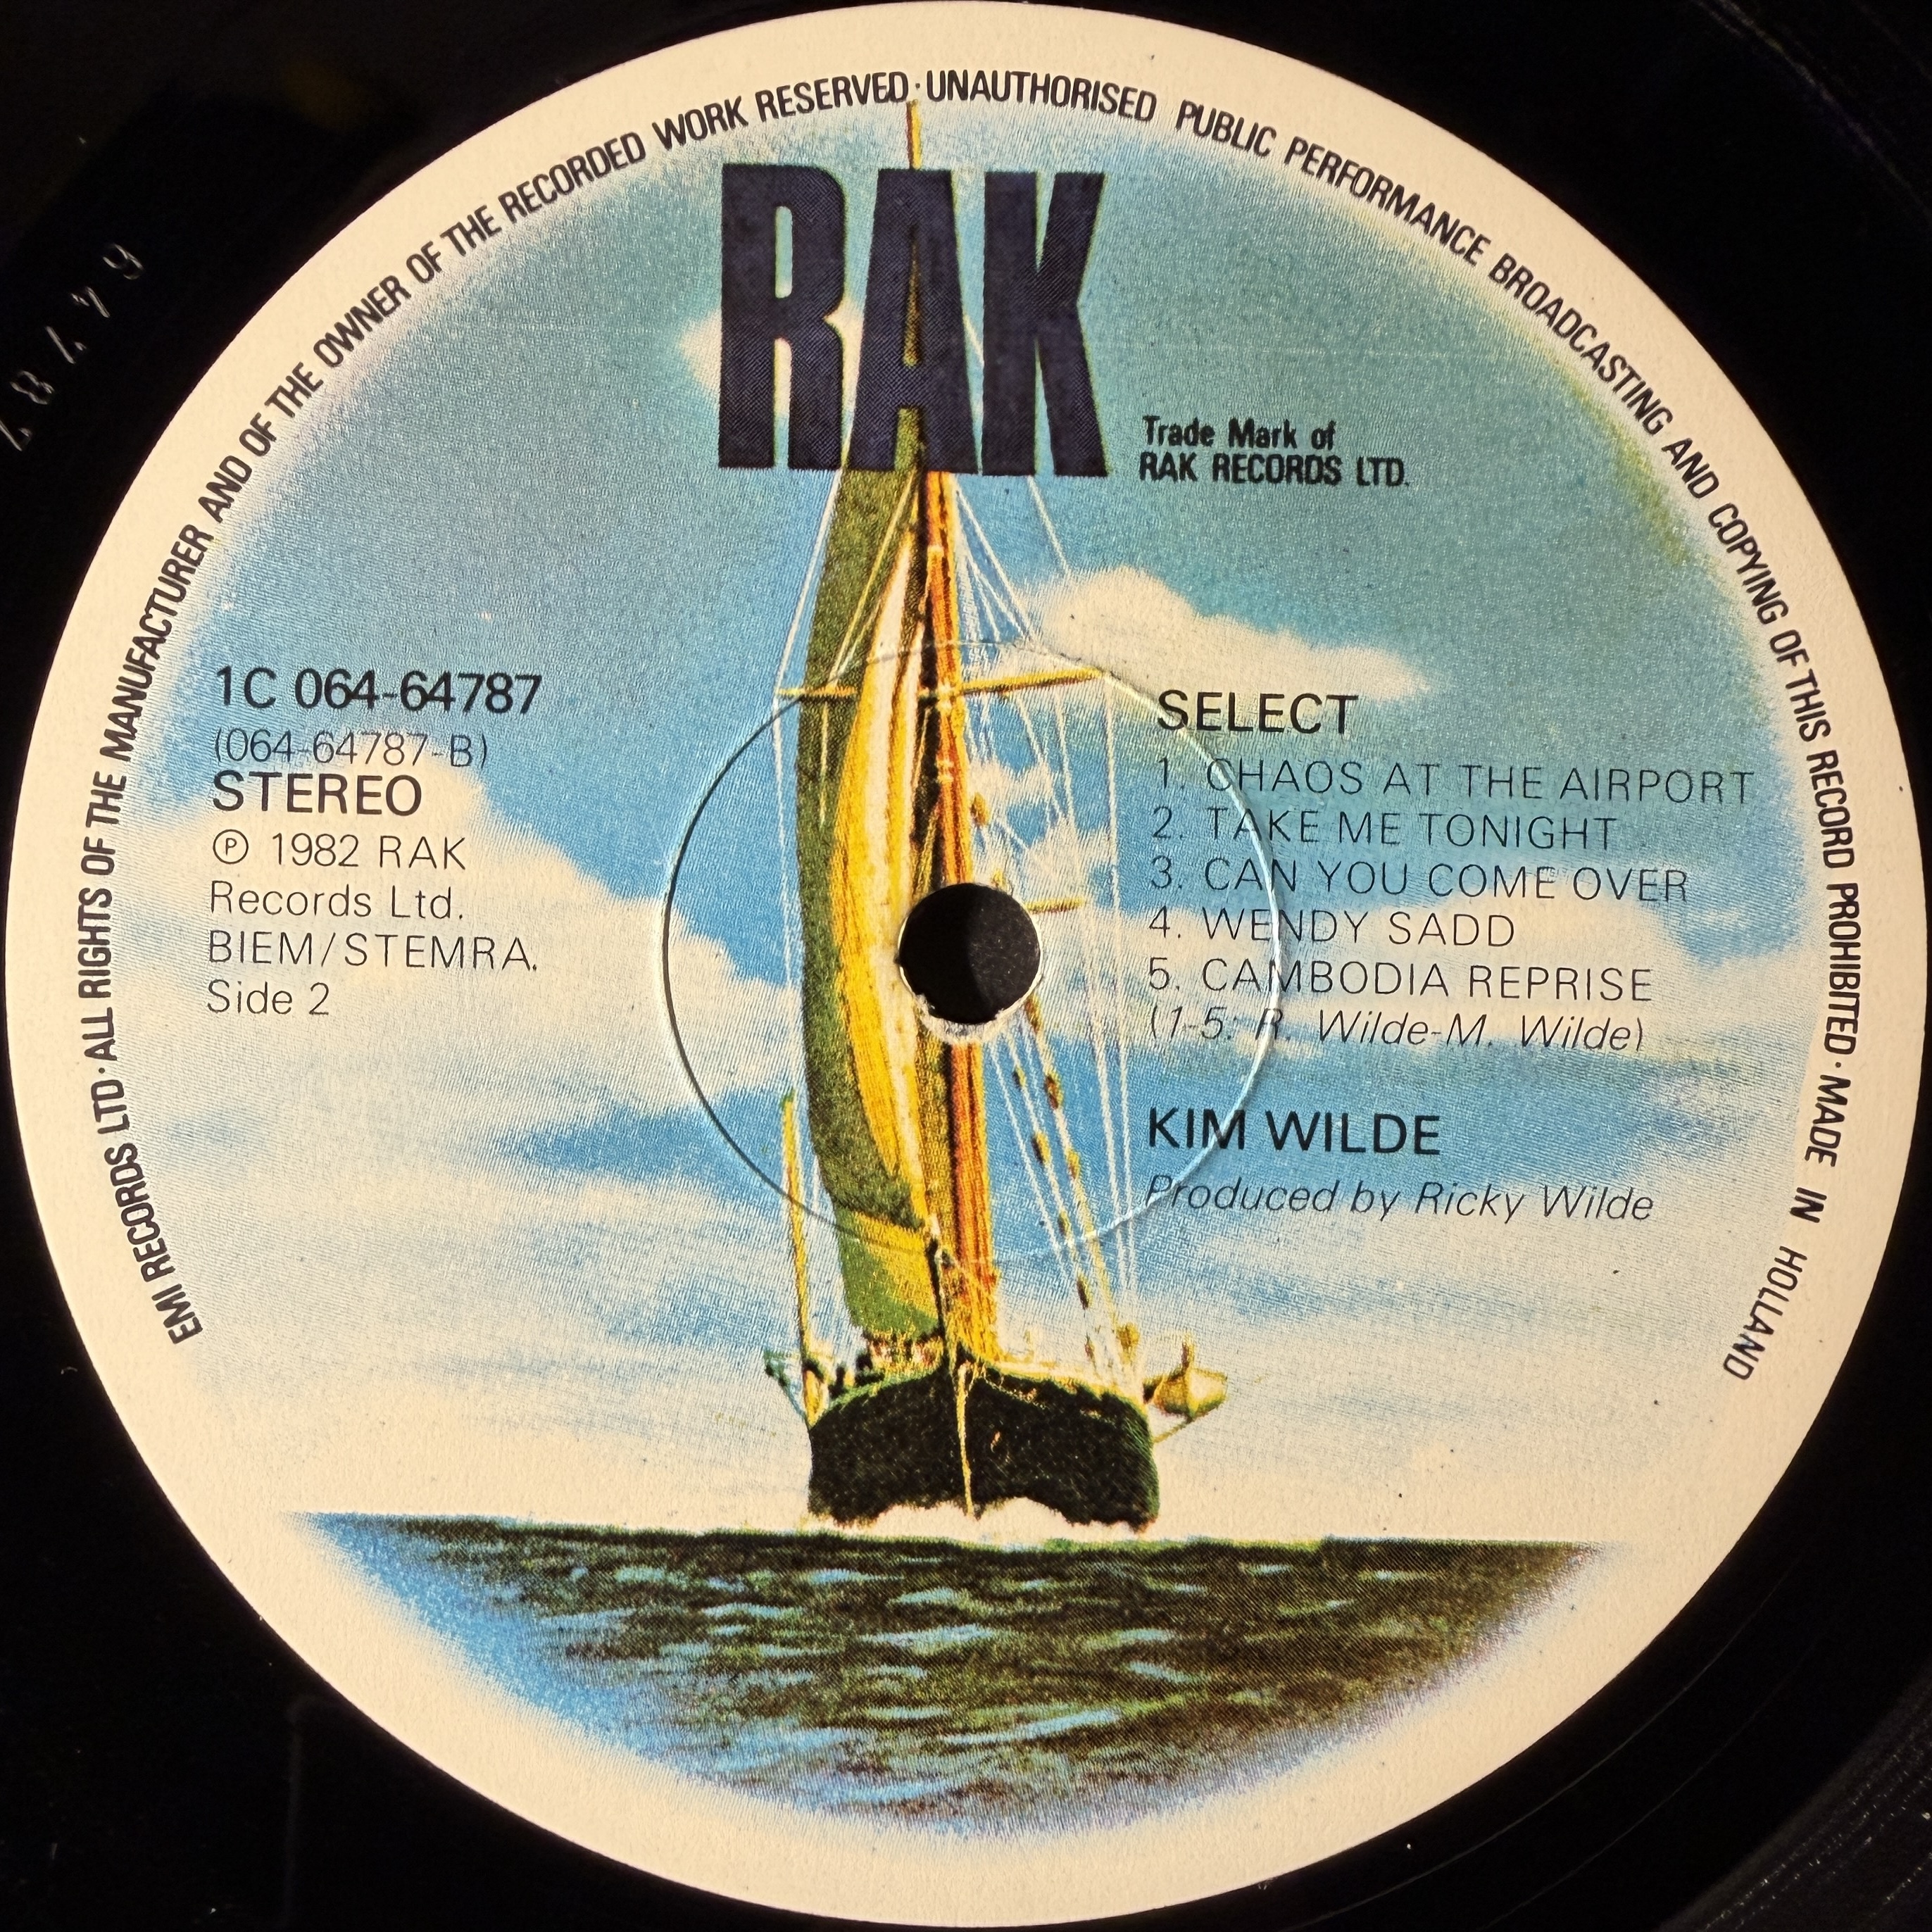 EMI RECORDS LTD · ALL RIGHTS OF THE MANUFACTURER AND OF THE OWNER OF THE RECORDED WORK RESERVED · UNAUTHORISED PUBLIC PERFORMANCE BROADCASTING AND COPYING OF THIS RECORD PROHIBITED · MADE IN HOLLAND
RAK
Trade Mark of
RAK RECORDS LTD.
1C 064-64787
(064-64787-B)
STEREO
℗ 1982 RAK
Records Ltd.
BIEM/STEMRA.
Side 2
SELECT
1. CHAOS AT THE AIRPORT
2. TAKE ME TONIGHT
3. CAN YOU COME OVER
4. WENDY SADD
5. CAMBODIA REPRISE
(1-5: R. Wilde-M. Wilde)
KIM WILDE
Produced by Ricky Wilde